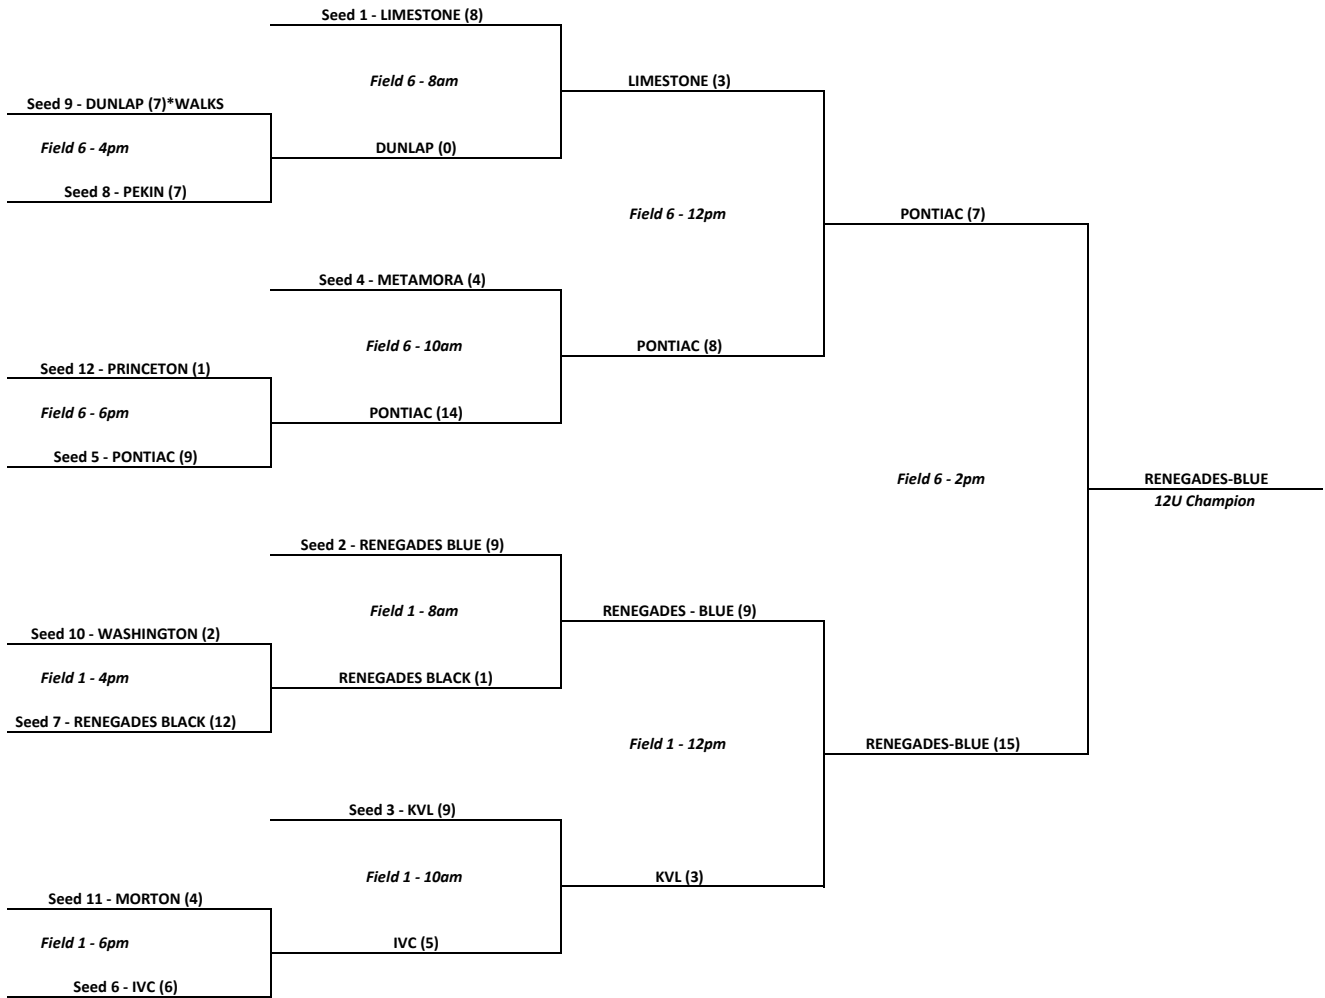 Seed 1 - LIMESTONE (8)
Field 6 - 8am
LIMESTONE (3)
Seed 9 - DUNLAP (7)*WALKS
Field 6 - 4pm
DUNLAP (0)
Seed 8 - PEKIN (7)
Field 6 - 12pm
PONTIAC (7)
Seed 4 - METAMORA (4)
Field 6 - 10am
PONTIAC (8)
Seed 12 - PRINCETON (1)
Field 6 - 6pm
PONTIAC (14)
Seed 5 - PONTIAC (9)
Field 6 - 2pm
RENEGADES-BLUE
12U Champion
Seed 2 - RENEGADES BLUE (9)
Field 1 - 8am
RENEGADES - BLUE (9)
Seed 10 - WASHINGTON (2)
Field 1 - 4pm
RENEGADES BLACK (1)
Seed 7 - RENEGADES BLACK (12)
Field 1 - 12pm
RENEGADES-BLUE (15)
Seed 3 - KVL (9)
Field 1 - 10am
KVL (3)
Seed 11 - MORTON (4)
Field 1 - 6pm
IVC (5)
Seed 6 - IVC (6)